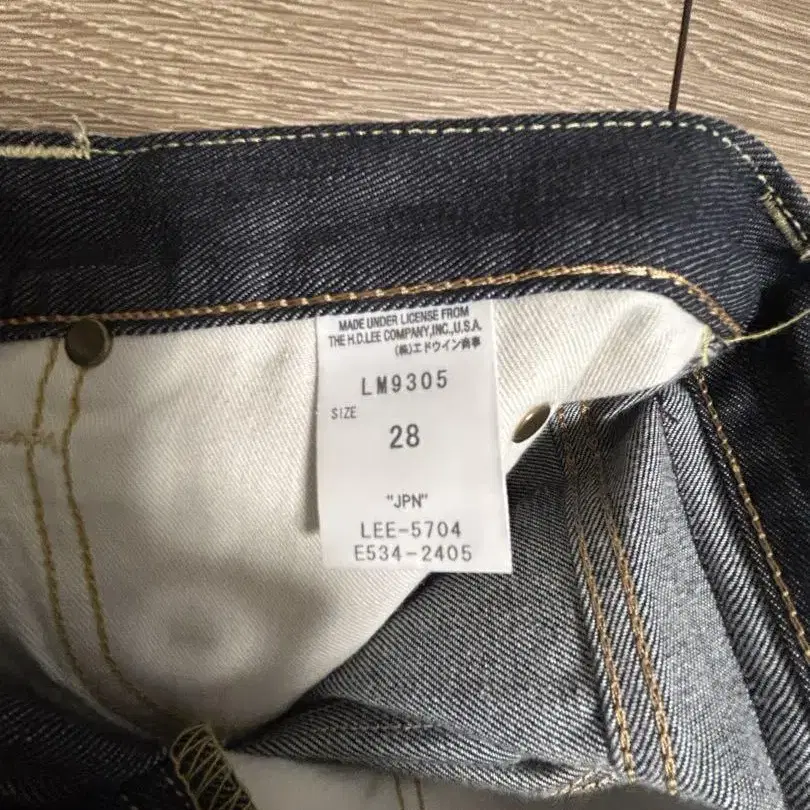 MADE UNDER LICENSE FROM
THE H.D.LEE COMPANY,INC.,U.S.A.
(株)エドウイン商事
LM9305
SIZE
28
"JPN"
LEE-5704
E534-2405